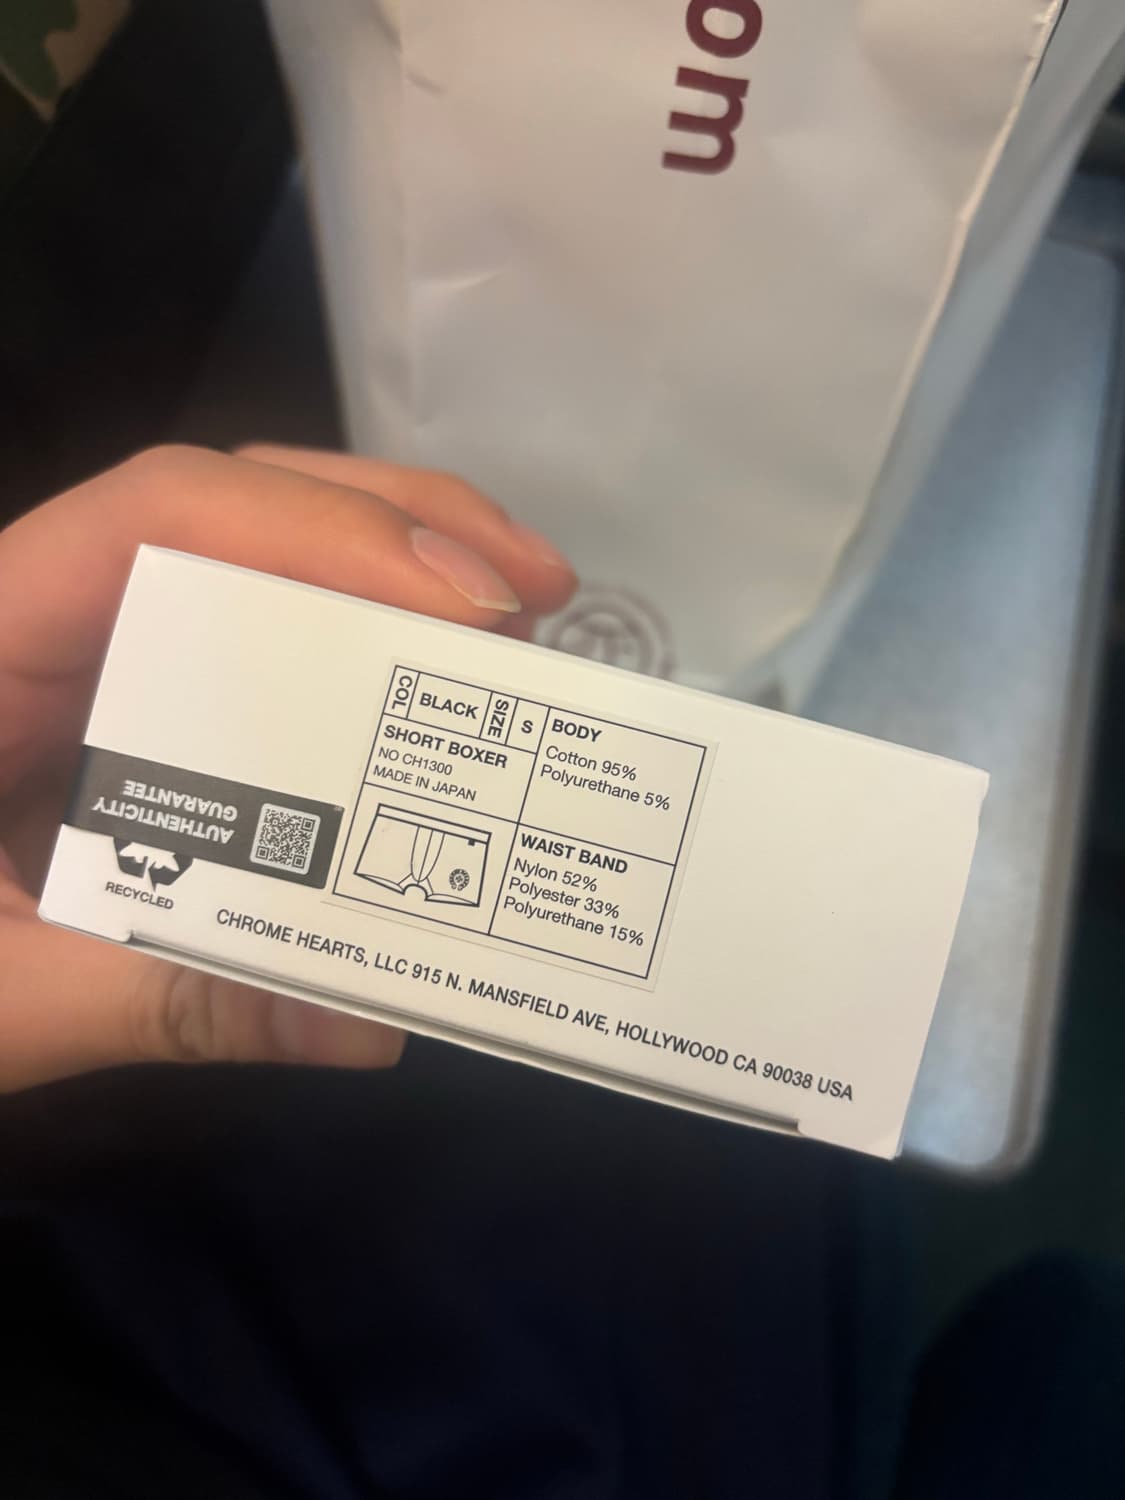 om
COL BLACK SIZE S
SHORT BOXER
NO CH1300
MADE IN JAPAN
BODY
Cotton 95%
Polyurethane 5%
WAIST BAND
Nylon 52%
Polyester 33%
Polyurethane 15%
AUTHENTICITY
GUARANTEE
RECYCLED
CHROME HEARTS, LLC 915 N. MANSFIELD AVE, HOLLYWOOD CA 90038 USA